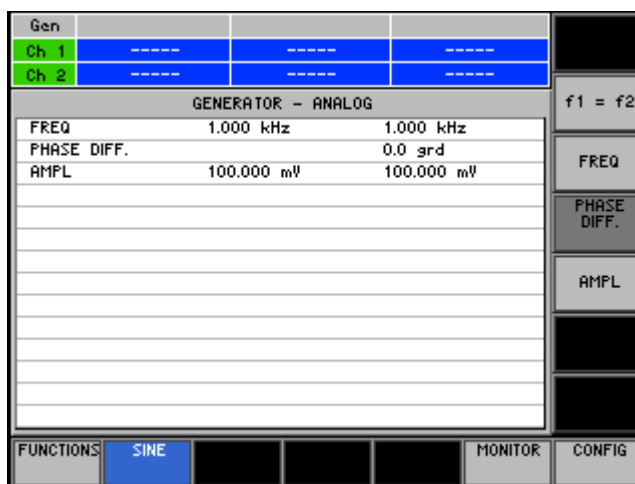 Gen
Ch 1 ----- ----- -----
Ch 2 ----- ----- -----
GENERATOR - ANALOG
FREQ 1.000 kHz 1.000 kHz
PHASE DIFF. 0.0 grd
AMPL 100.000 mV 100.000 mV
f1 = f2
FREQ
PHASE
DIFF.
AMPL
FUNCTIONS SINE MONITOR CONFIG